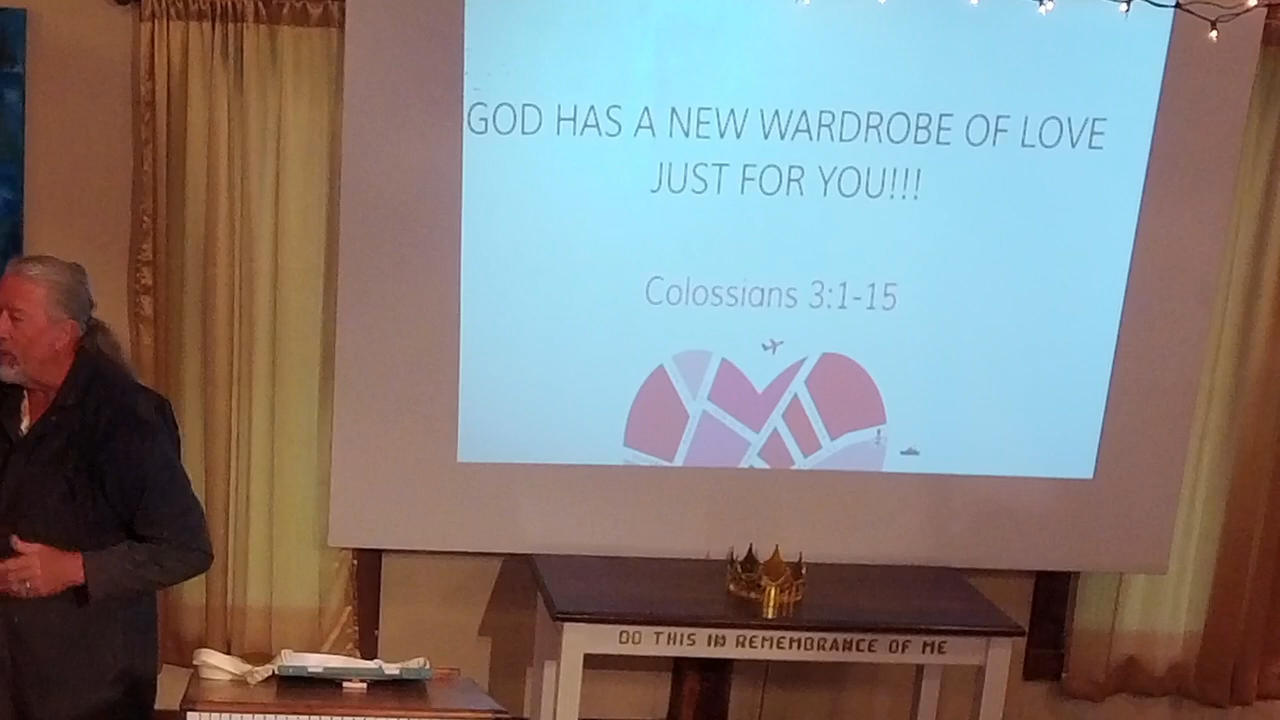 GOD HAS A NEW WARDROBE OF LOVE
JUST FOR YOU!!!
Colossians 3:1-15
DO THIS IN REMEMBRANCE OF ME